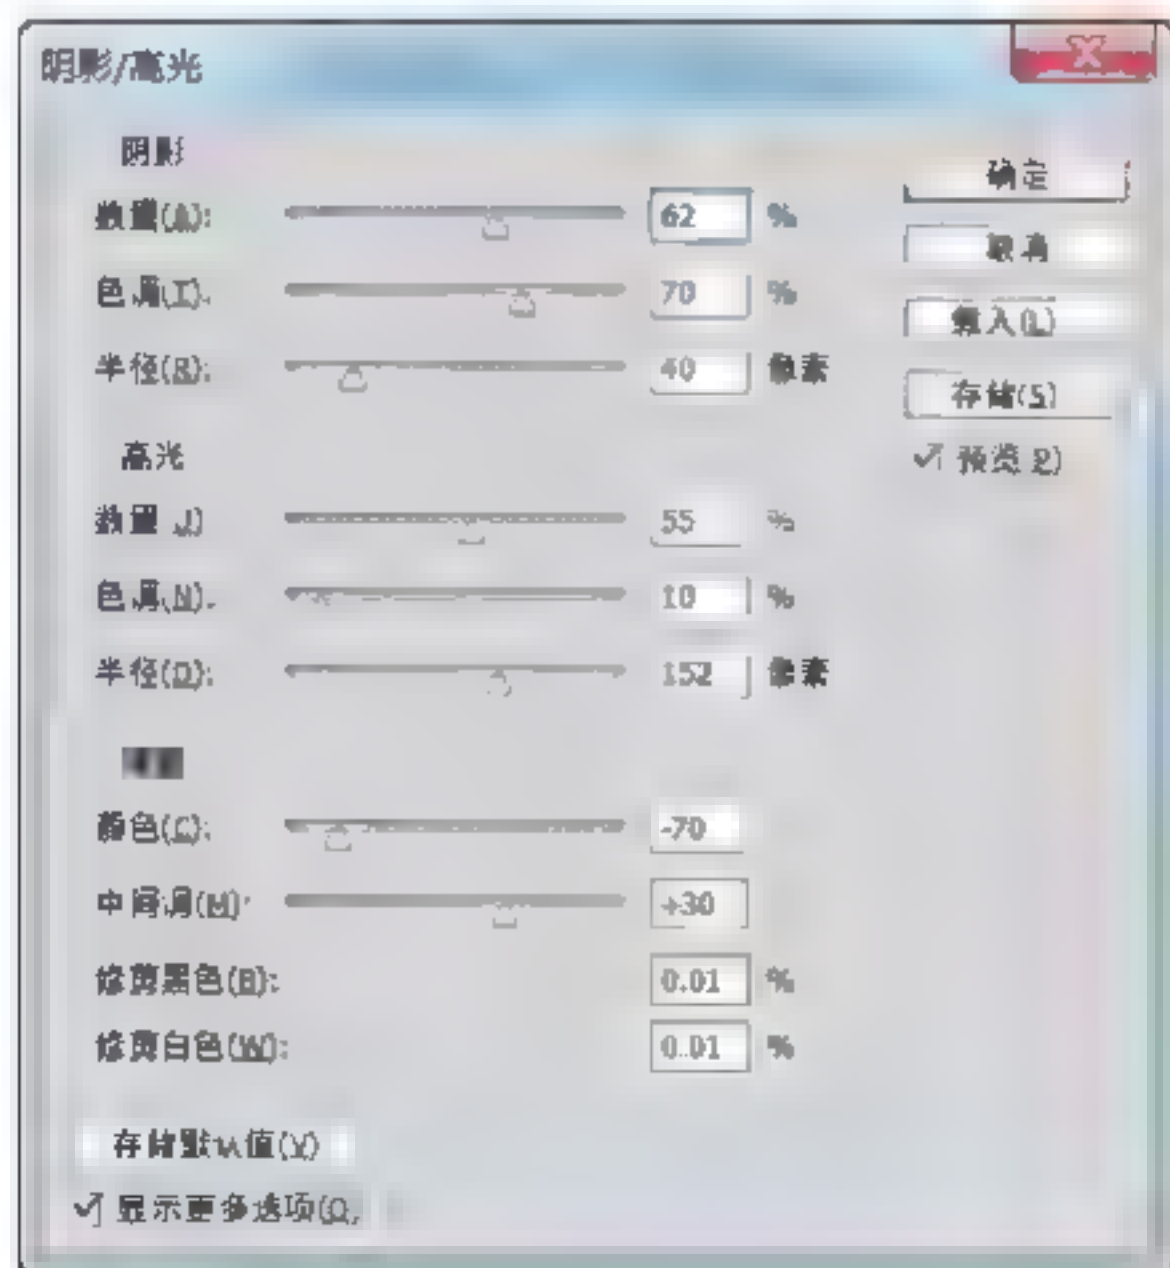 阴影/高光
阴影
数量(A): 62 %
色调(T): 70 %
半径(R): 40 像素
高光
数量(U) 55 %
色调(N): 10 %
半径(D): 152 像素
颜色(C): -70
中间调(M): +30
修剪黑色(B): 0.01 %
修剪白色(W): 0.01 %
存储默认值(V)
显示更多选项(O)
确定
取消
载入(L)
存储(S)
预览(P)